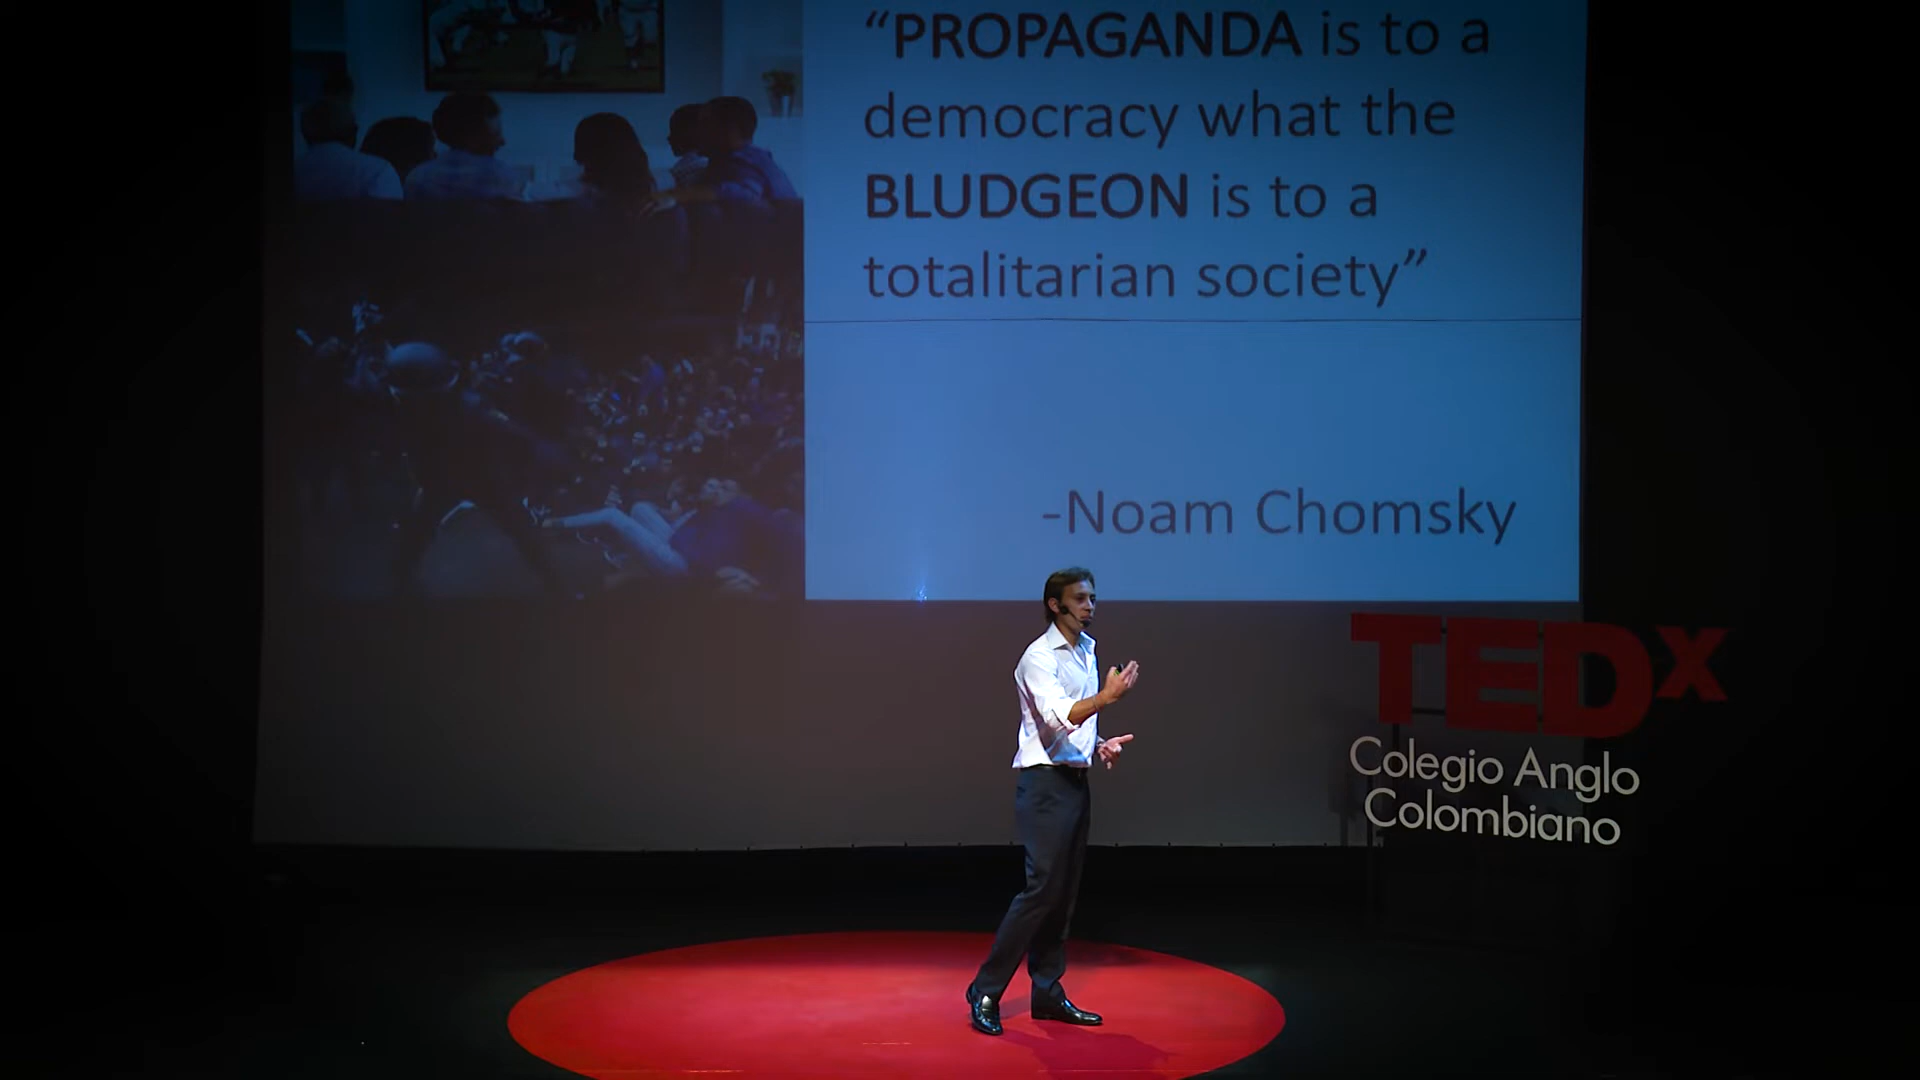 “PROPAGANDA is to a
democracy what the
BLUDGEON is to a
totalitarian society”
-Noam Chomsky
TEDx
Colegio Anglo
Colombiano